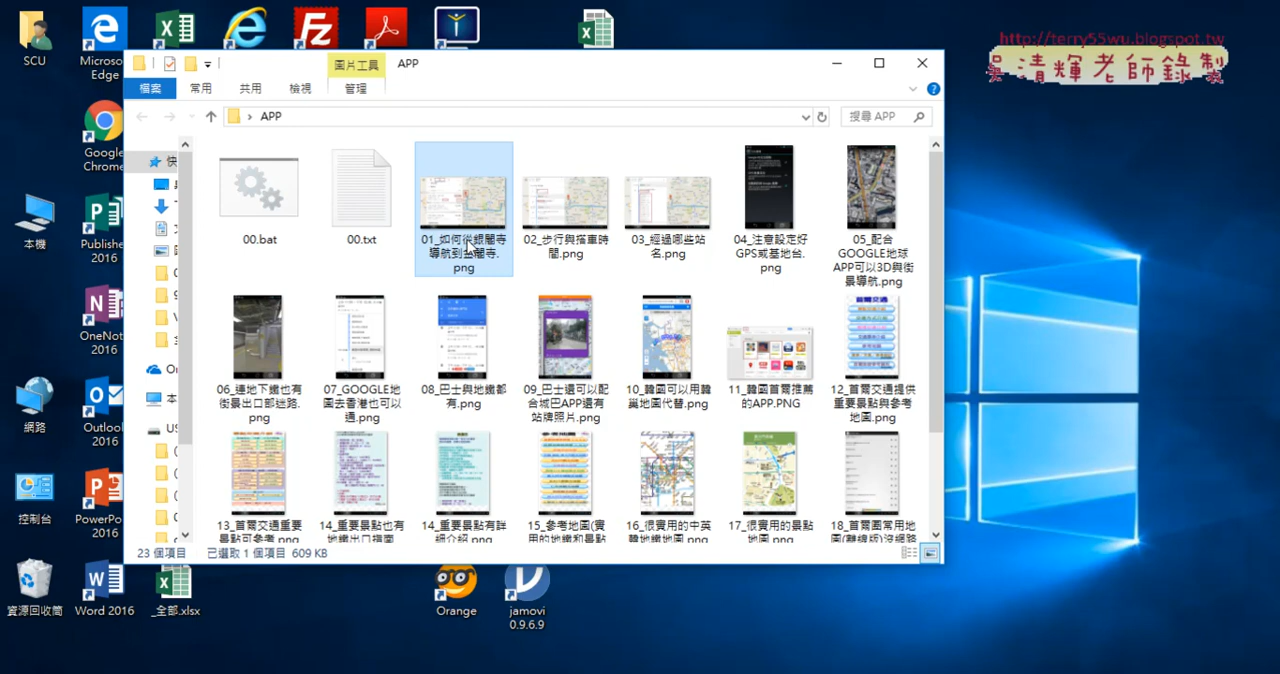 http://terry55wu.blogspot.tw
吳清輝老師錄製
SCU
Microso
Edge
圖片工具
APP
檔案
常用
共用
檢視
管理
APP
搜尋 APP
Google
Chrome
快
00.bat
00.txt
01_如何從銀閣寺
導航到金閣寺.
png
02_步行與搭車時
間.png
03_經過哪些站
名.png
04_注意設定好
GPS或基地台.
png
05_配合
GOOGLE地球
APP可以3D與街
景導航.png
本機
Publishe
2016
OneNot
2016
06_連地下鐵也有
街景出口部迷路.
png
07_GOOGLE地
圖去香港也可以
通.png
08_巴士與地鐵都
有.png
09_巴士還可以配
合城巴APP還有
站牌照片.png
10_韓國可以用韓
巢地圖代替.png
11_韓國首爾推薦
的APP.PNG
12_首爾交通提供
重要景點與參考
地圖.png
首爾交通
網路
Outloo
2016
本
US
控制台
PowerPo
2016
13_首爾交通重要
景點可參考.png
14_重要景點也有
地鐵出口指南
14_重要景點有詳
細介紹.png
15_參考地圖(實
用的地鐵和景點
16_很實用的中英
韓地鐵地圖.png
17_很實用的景點
地圖.png
18_首爾圈常用地
圖(離線版)沒網路
23 個項目
已選取 1 個項目 609 KB
資源回收筒
Word 2016
_全部.xlsx
Orange
jamovi
0.9.6.9